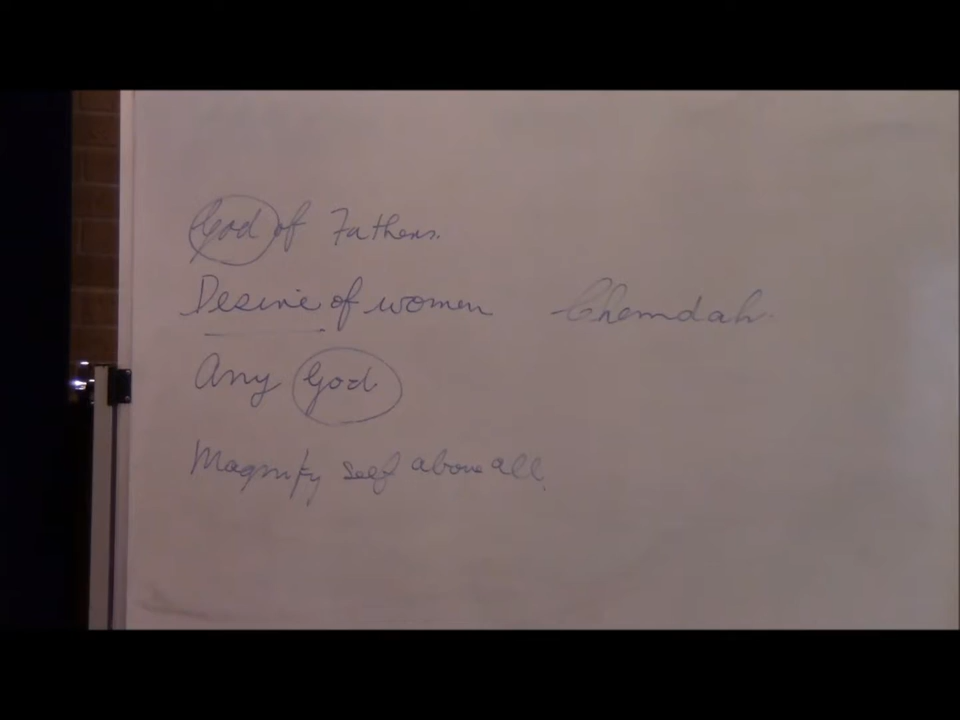 God of Fathers.
Desire of women Chemdah.
Any God.
Magnify self above all.